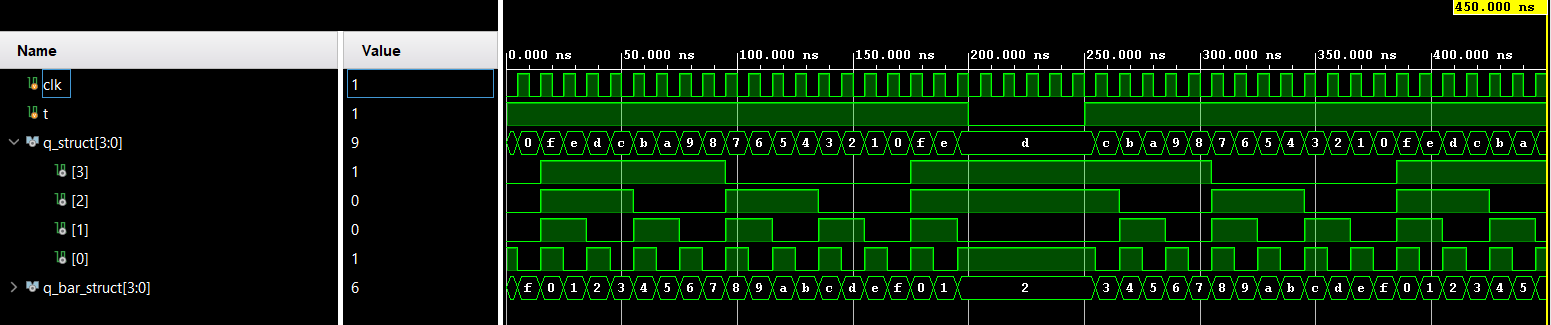 450.000 ns
Name Value
0.000 ns 50.000 ns 100.000 ns 150.000 ns 200.000 ns 250.000 ns 300.000 ns 350.000 ns 400.000 ns
clk 1
t 1
q_struct[3:0] 9 0 f e d c b a 9 8 7 6 5 4 3 2 1 0 f e d c b a 9 8 7 6 5 4 3 2 1 0 f e d c b a
[3] 1
[2] 0
[1] 0
[0] 1
q_bar_struct[3:0] 6 f 0 1 2 3 4 5 6 7 8 9 a b c d e f 0 1 2 3 4 5 6 7 8 9 a b c d e f 0 1 2 3 4 5